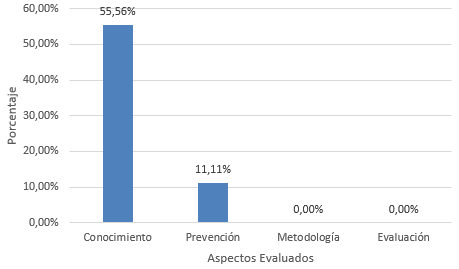 60,00%
50,00%
40,00%
30,00%
20,00%
10,00%
0,00%
Porcentaje
55,56%
11,11%
0,00%
0,00%
Conocimiento
Prevención
Metodología
Evaluación
Aspectos Evaluados